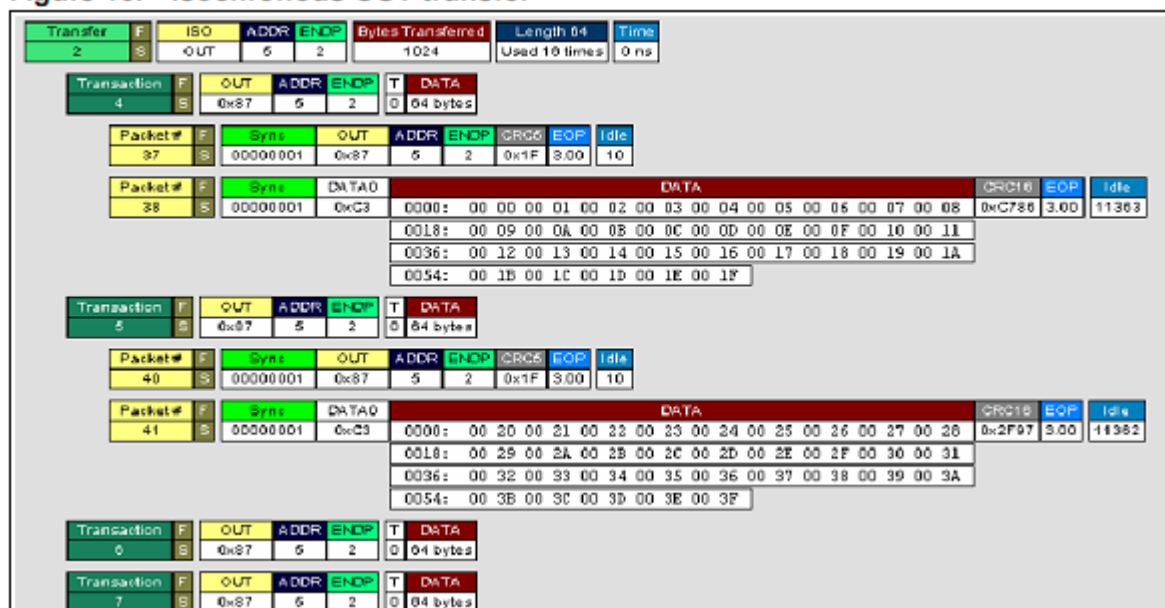 Transfer F ISO ADDR ENDP Bytes Transferred Length 64 Time
2 S OUT 5 2 1024 Used 16 times 0 ns
Transaction F OUT ADDR ENDP T DATA
4 S 0x87 5 2 0 64 bytes
Packet# F Sync OUT ADDR ENDP CRC5 EOP Idle
37 S 00000001 0x87 5 2 0x1F 3.00 10
Packet# F Sync DATA0 DATA CRC16 EOP Idle
38 S 00000001 0xC3 0000: 00 00 00 01 00 02 00 03 00 04 00 05 00 06 00 07 00 08 0xC786 3.00 11363
0018: 00 09 00 0A 00 0B 00 0C 00 0D 00 0E 00 0F 00 10 00 11
0036: 00 12 00 13 00 14 00 15 00 16 00 17 00 18 00 19 00 1A
0054: 00 1B 00 1C 00 1D 00 1E 00 1F
Transaction F OUT ADDR ENDP T DATA
5 S 0x87 5 2 0 64 bytes
Packet# F Sync OUT ADDR ENDP CRC5 EOP Idle
40 S 00000001 0x87 5 2 0x1F 3.00 10
Packet# F Sync DATA0 DATA CRC16 EOP Idle
41 S 00000001 0xC3 0000: 00 20 00 21 00 22 00 23 00 24 00 25 00 26 00 27 00 28 0x2F97 3.00 11362
0018: 00 29 00 2A 00 2B 00 2C 00 2D 00 2E 00 2F 00 30 00 31
0036: 00 32 00 33 00 34 00 35 00 36 00 37 00 38 00 39 00 3A
0054: 00 3B 00 3C 00 3D 00 3E 00 3F
Transaction F OUT ADDR ENDP T DATA
6 S 0x87 5 2 0 64 bytes
Transaction F OUT ADDR ENDP T DATA
7 S 0x87 5 2 0 64 bytes